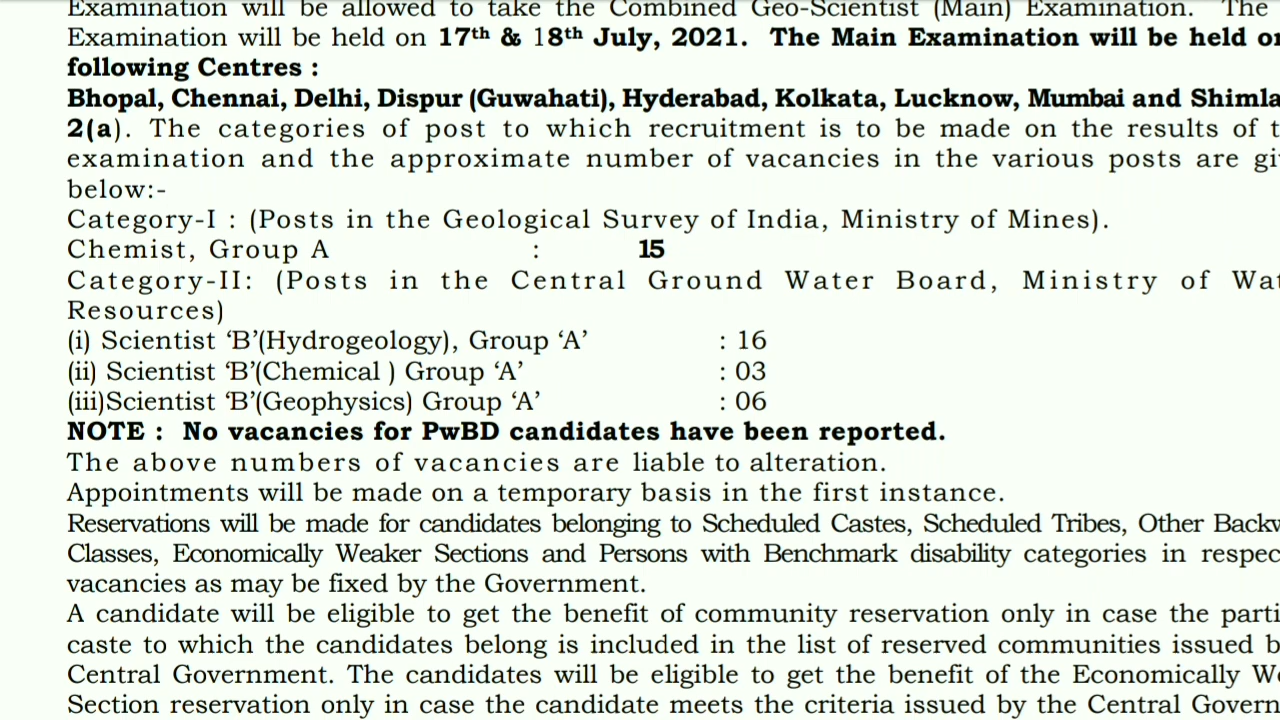 Examination will be allowed to take the Combined Geo-Scientist (Main) Examination. The
Examination will be held on 17th & 18th July, 2021. The Main Examination will be held on
following Centres :
Bhopal, Chennai, Delhi, Dispur (Guwahati), Hyderabad, Kolkata, Lucknow, Mumbai and Shimla
2(a). The categories of post to which recruitment is to be made on the results of t
examination and the approximate number of vacancies in the various posts are gi
below:-
Category-I : (Posts in the Geological Survey of India, Ministry of Mines).
Chemist, Group A : 15
Category-II: (Posts in the Central Ground Water Board, Ministry of Wat
Resources)
(i) Scientist ‘B’(Hydrogeology), Group ‘A’ : 16
(ii) Scientist ‘B’(Chemical ) Group ‘A’ : 03
(iii)Scientist ‘B’(Geophysics) Group ‘A’ : 06
NOTE : No vacancies for PwBD candidates have been reported.
The above numbers of vacancies are liable to alteration.
Appointments will be made on a temporary basis in the first instance.
Reservations will be made for candidates belonging to Scheduled Castes, Scheduled Tribes, Other Backw
Classes, Economically Weaker Sections and Persons with Benchmark disability categories in respec
vacancies as may be fixed by the Government.
A candidate will be eligible to get the benefit of community reservation only in case the parti
caste to which the candidates belong is included in the list of reserved communities issued b
Central Government. The candidates will be eligible to get the benefit of the Economically We
Section reservation only in case the candidate meets the criteria issued by the Central Govern